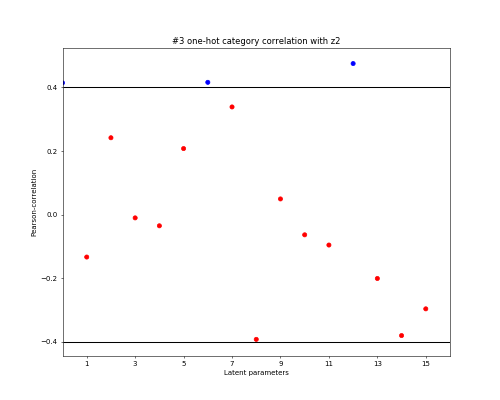 #3 one-hot category correlation with z2
Pearson-correlation
0.4
0.2
0.0
−0.2
−0.4
1 3 5 7 9 11 13 15
Latent parameters